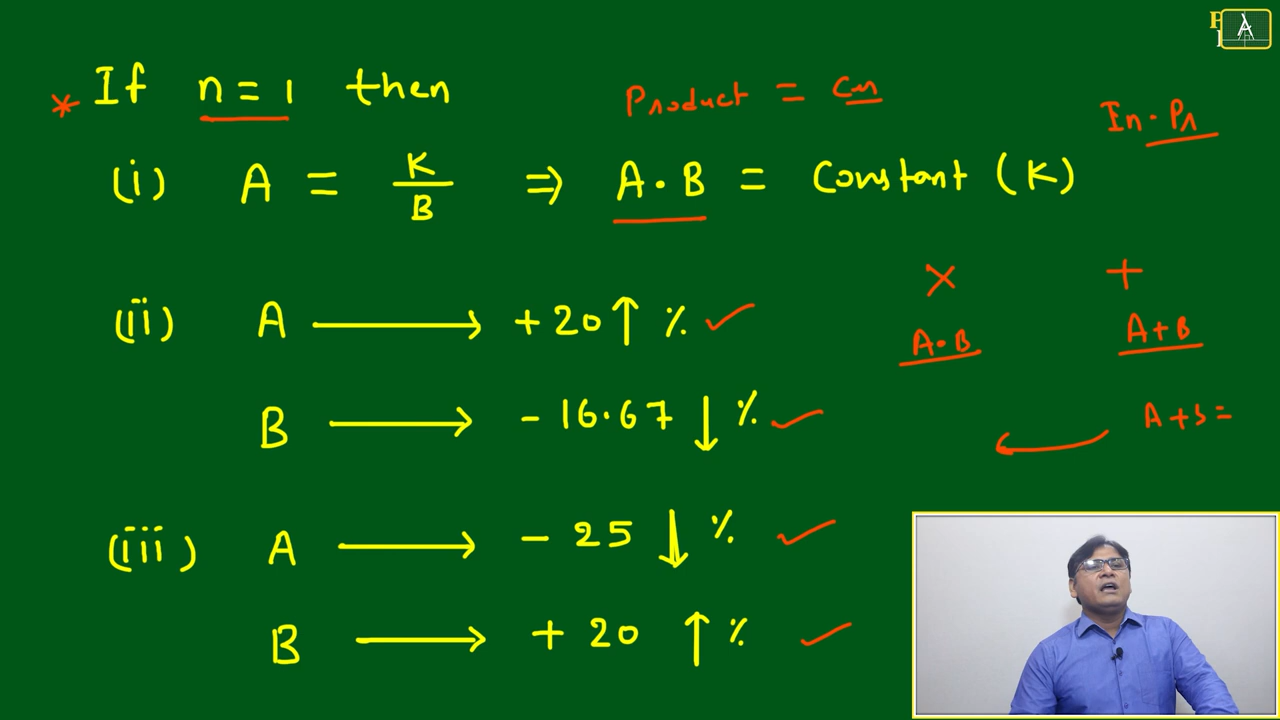 * If n = 1 then
Product = Cn
In. Pr
(i) A = K/B ⇒ A · B = Constant (K)
× +
(ii) A ⟶ + 20 ↑ %
A · B A + B
B ⟶ - 16.67 ↓ %
A + B =
(iii) A ⟶ - 25 ↓ %
B ⟶ + 20 ↑ %